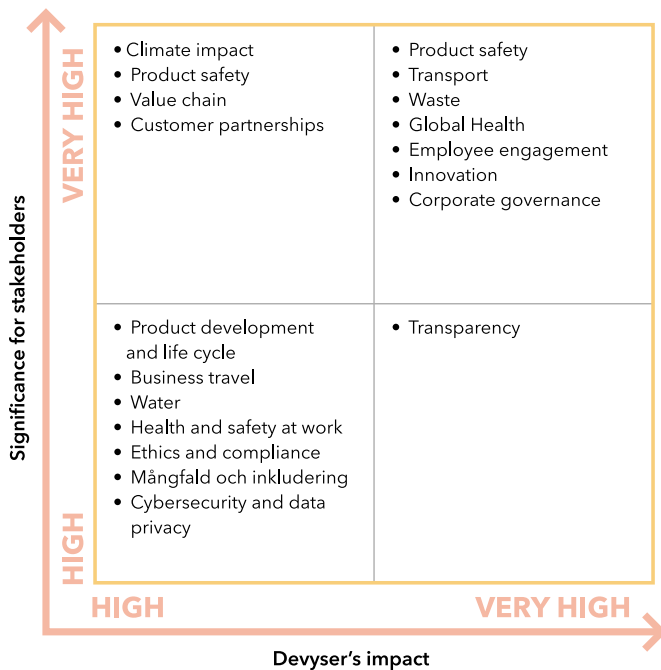 Significance for stakeholders
VERY HIGH
HIGH
• Climate impact
• Product safety
• Value chain
• Customer partnerships
• Product safety
• Transport
• Waste
• Global Health
• Employee engagement
• Innovation
• Corporate governance
• Product development
and life cycle
• Business travel
• Water
• Health and safety at work
• Ethics and compliance
• Mångfald och inkludering
• Cybersecurity and data
privacy
• Transparency
HIGH
VERY HIGH
Devyser’s impact